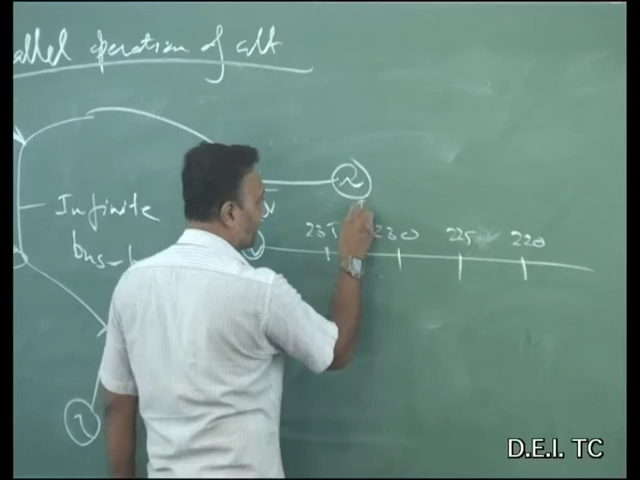 allel operation of alt
Infinite
bus-b
235 230 225 220
D.E.I. TC